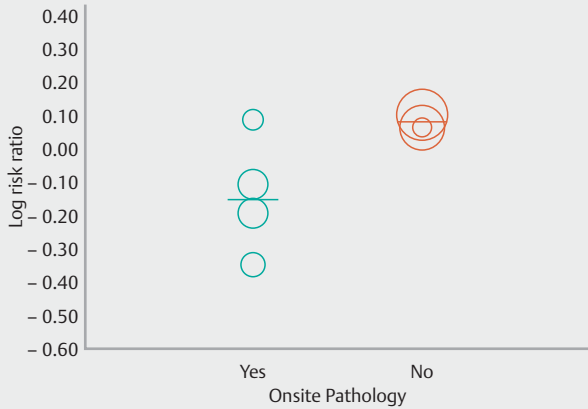 0.40
0.30
0.20
0.10
0.00
– 0.10
– 0.20
– 0.30
– 0.40
– 0.50
– 0.60
Log risk ratio
Yes
No
Onsite Pathology